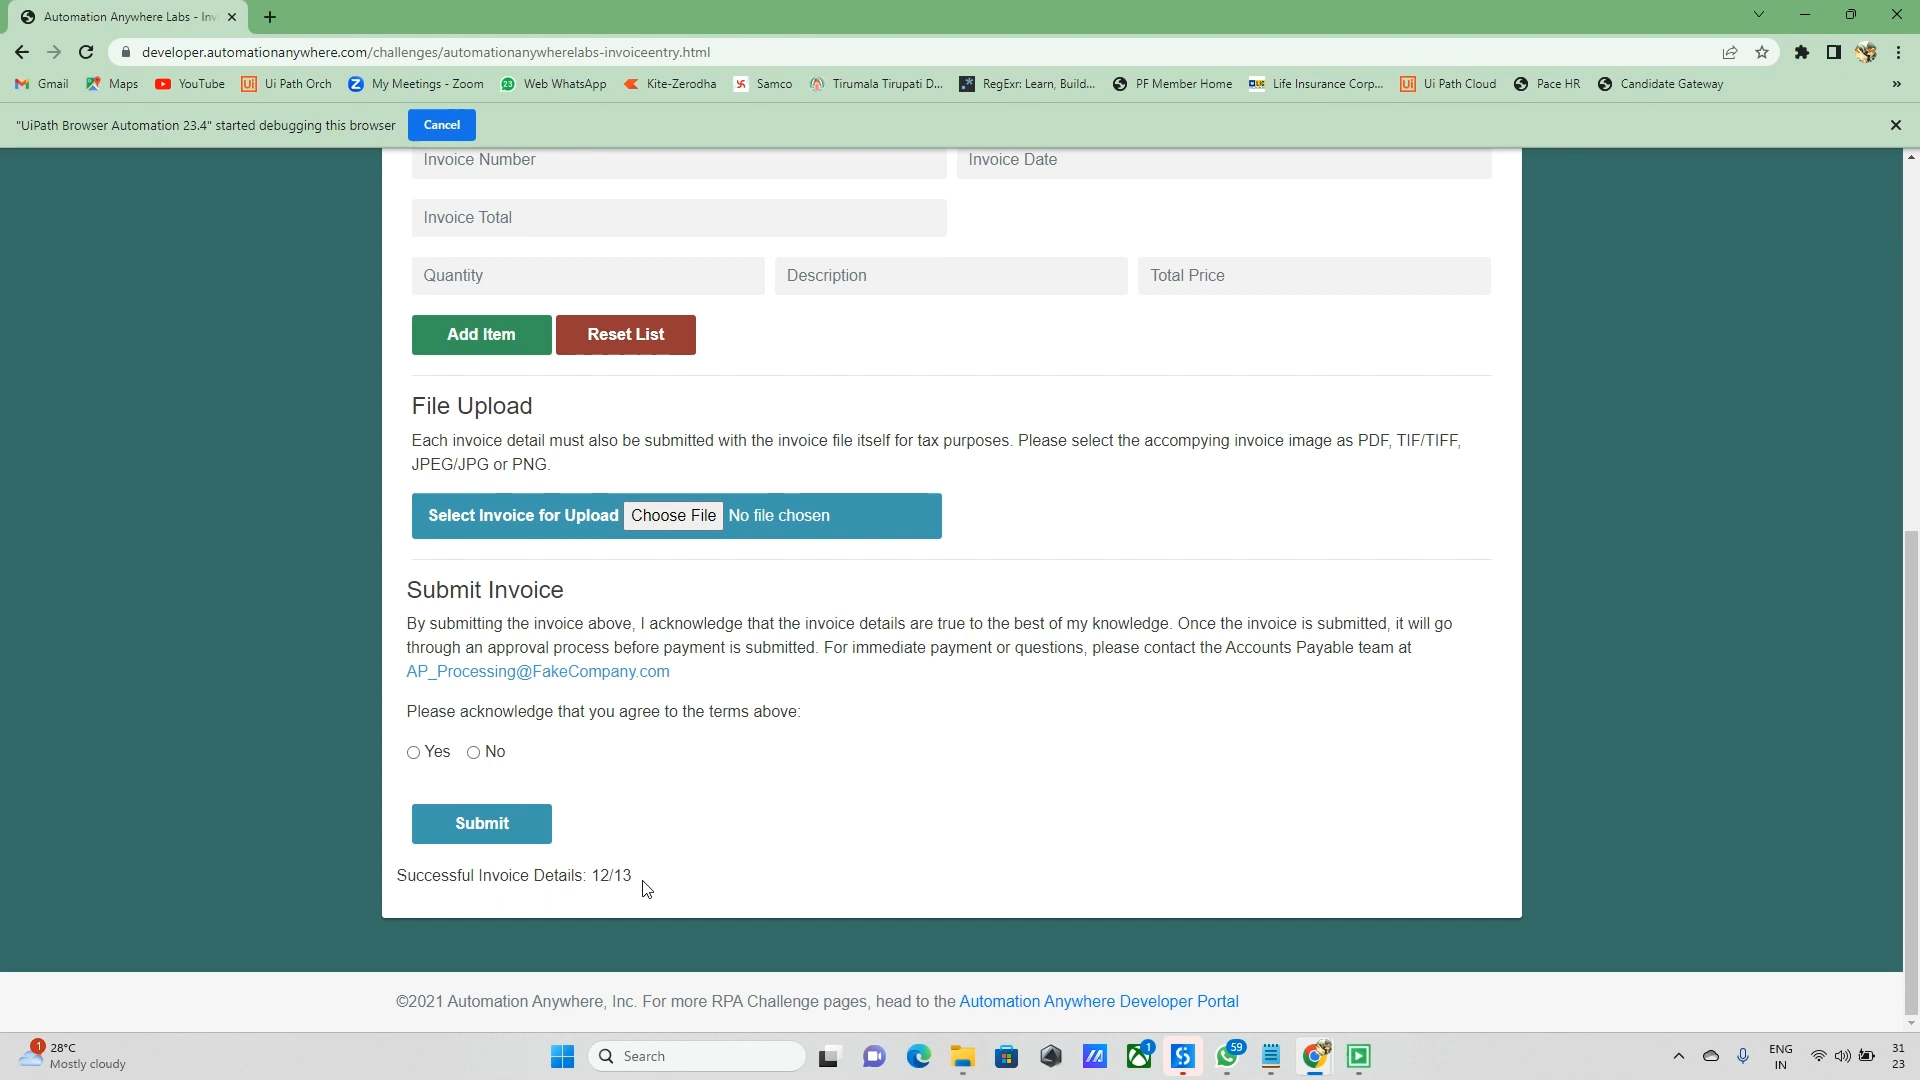 Automation Anywhere Labs - Inv
developer.automationanywhere.com/challenges/automationanywherelabs-invoiceentry.html
Gmail Maps YouTube Ui Path Orch My Meetings - Zoom 23 Web WhatsApp Kite-Zerodha Samco Tirumala Tirupati D... RegExr: Learn, Build... PF Member Home Life Insurance Corp... Ui Path Cloud Pace HR Candidate Gateway »
"UiPath Browser Automation 23.4" started debugging this browser Cancel
Invoice Number Invoice Date
Invoice Total
Quantity Description Total Price
Add Item Reset List
File Upload
Each invoice detail must also be submitted with the invoice file itself for tax purposes. Please select the accompying invoice image as PDF, TIF/TIFF,
JPEG/JPG or PNG.
Select Invoice for Upload Choose File No file chosen
Submit Invoice
By submitting the invoice above, I acknowledge that the invoice details are true to the best of my knowledge. Once the invoice is submitted, it will go
through an approval process before payment is submitted. For immediate payment or questions, please contact the Accounts Payable team at
AP_Processing@FakeCompany.com
Please acknowledge that you agree to the terms above:
Yes No
Submit
Successful Invoice Details: 12/13
©2021 Automation Anywhere, Inc. For more RPA Challenge pages, head to the Automation Anywhere Developer Portal
1 28°C
Mostly cloudy
Search
1 59
ENG
IN
31
23